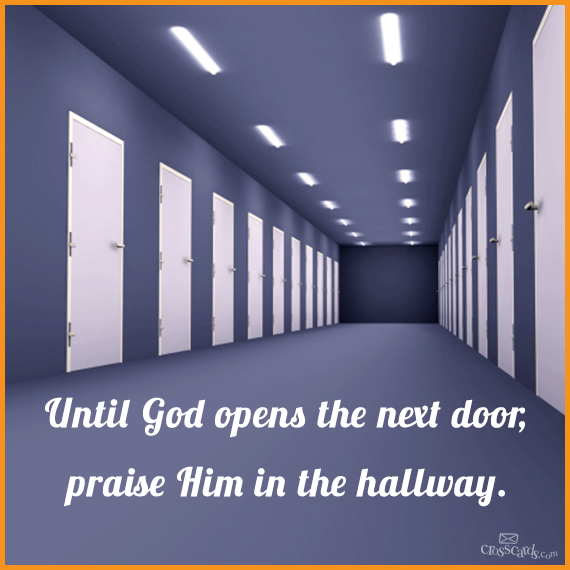 Until God opens the next door,
praise Him in the hallway.
crosscards.com